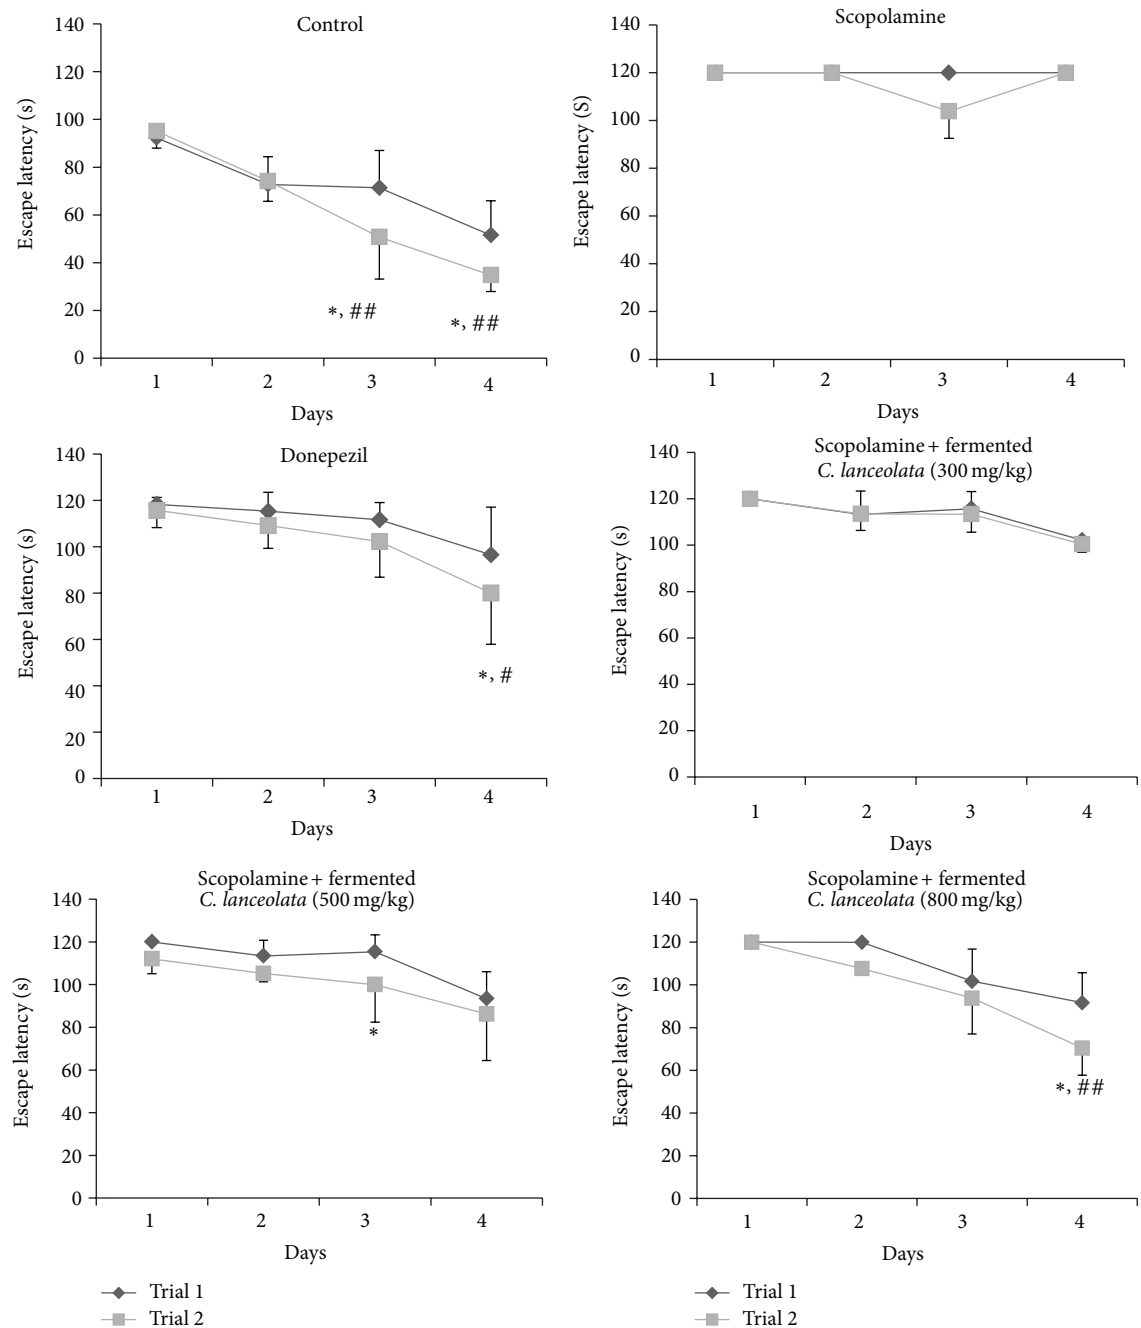 Control
140
120
100
80
60
40
20
0
Escape latency (s)
*, ##
*, ##
1 2 3 4
Days
Scopolamine
140
120
100
80
60
40
20
0
Escape latency (S)
1 2 3 4
Days
Donepezil
140
120
100
80
60
40
20
0
Escape latency (s)
*, #
1 2 3 4
Days
Scopolamine + fermented
C. lanceolata (300 mg/kg)
140
120
100
80
60
40
20
0
Escape latency (s)
1 2 3 4
Days
Scopolamine + fermented
C. lanceolata (500 mg/kg)
140
120
100
80
60
40
20
0
Escape latency (s)
*
1 2 3 4
Days
Trial 1
Trial 2
Scopolamine + fermented
C. lanceolata (800 mg/kg)
140
120
100
80
60
40
20
0
Escape latency (s)
*, ##
1 2 3 4
Days
Trial 1
Trial 2